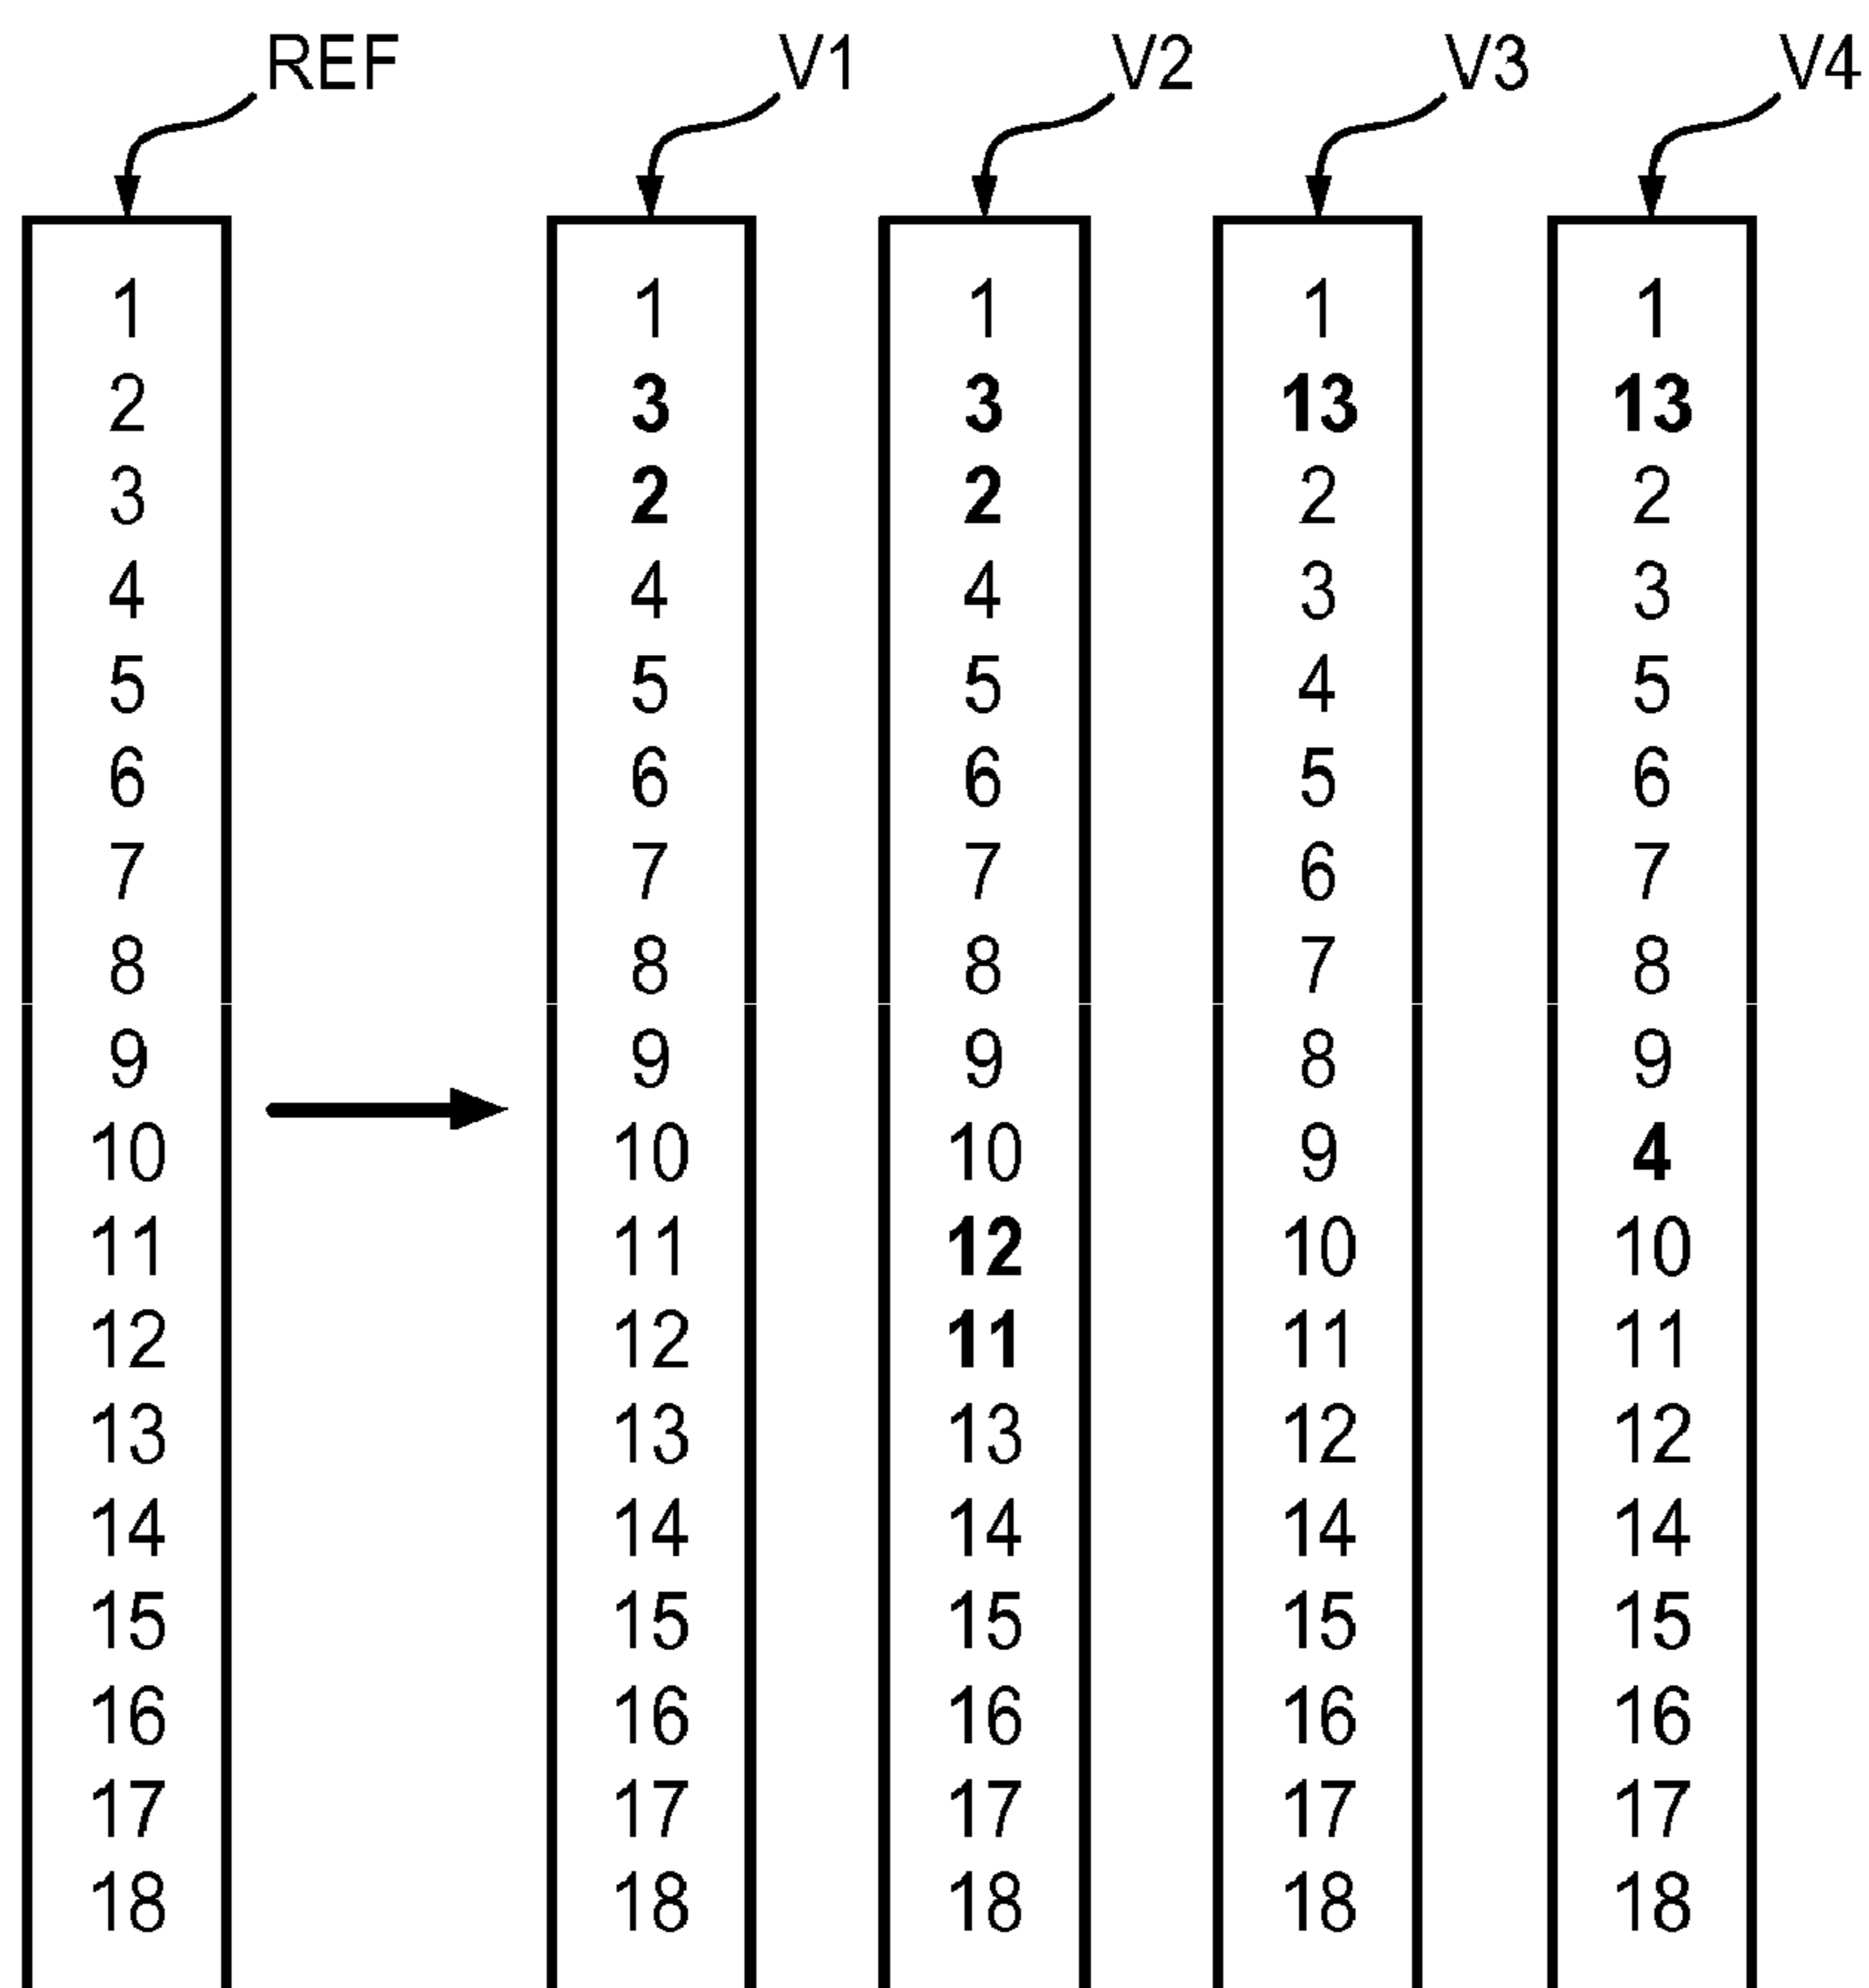 REF V1 V2 V3 V4
1 1 1 1 1
2 3 3 13 13
3 2 2 2 2
4 4 4 3 3
5 5 5 4 5
6 6 6 5 6
7 7 7 6 7
8 8 8 7 8
9 9 9 8 9
10 10 10 9 4
11 11 12 10 10
12 12 11 11 11
13 13 13 12 12
14 14 14 14 14
15 15 15 15 15
16 16 16 16 16
17 17 17 17 17
18 18 18 18 18